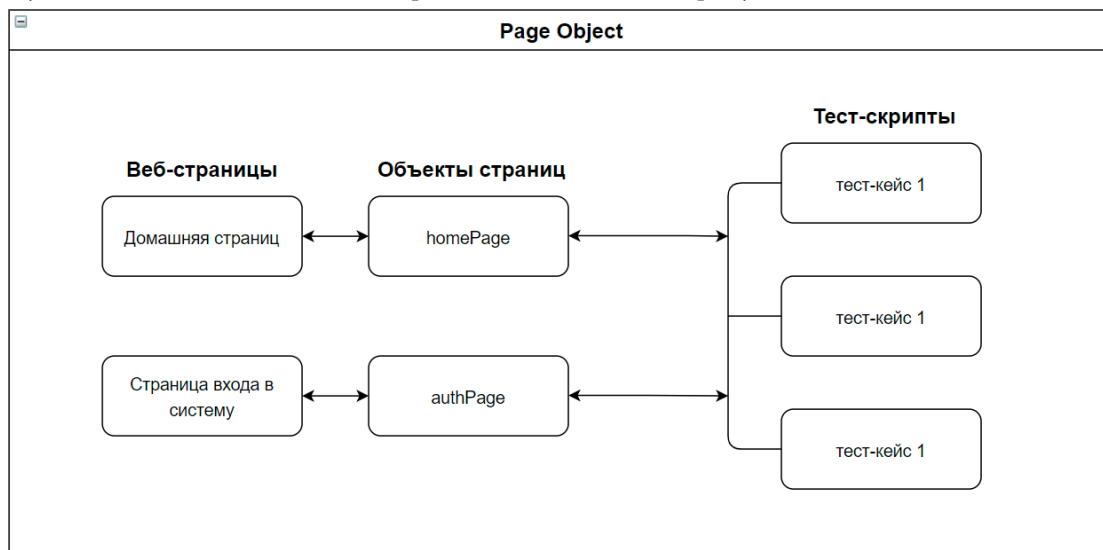 Page Object
Тест-скрипты
Веб-страницы
Объекты страниц
тест-кейс 1
Домашняя страниц
homePage
тест-кейс 1
Страница входа в
систему
authPage
тест-кейс 1